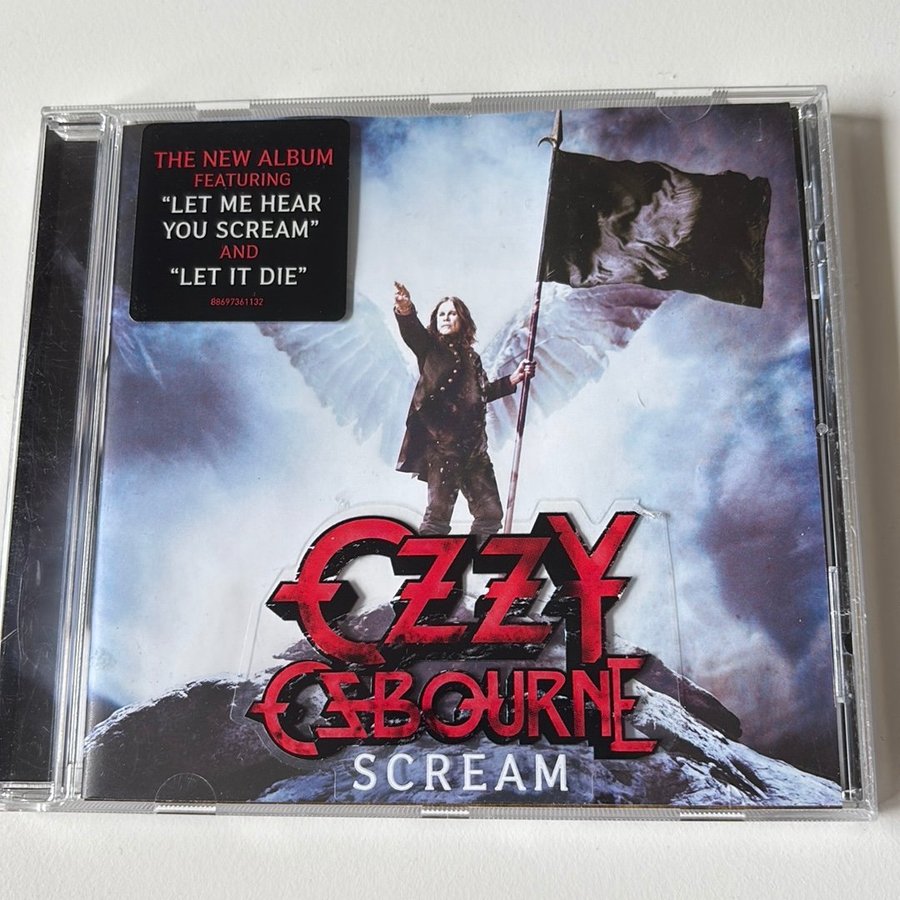 THE NEW ALBUM
FEATURING
“LET ME HEAR
YOU SCREAM”
AND
“LET IT DIE”
88697361132
OZZY
OSBOURNE
SCREAM